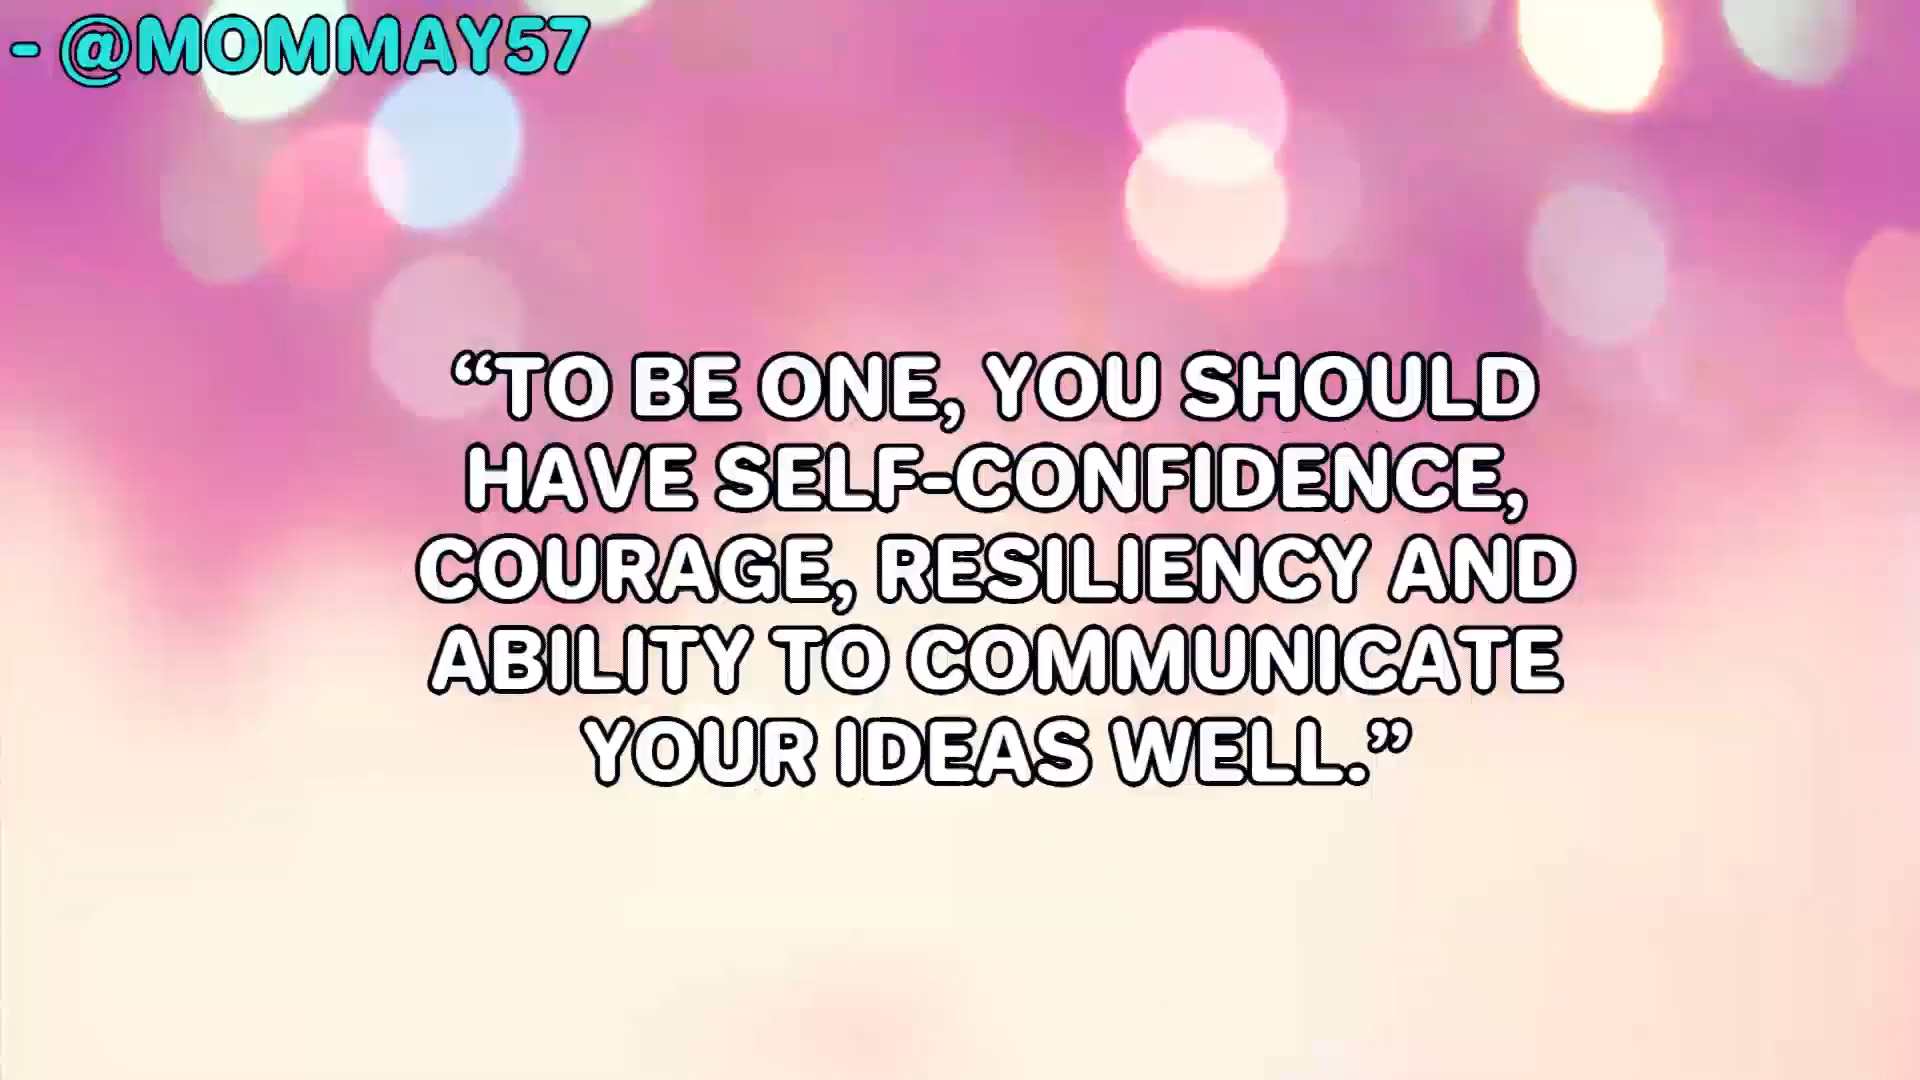 - @MOMMAY57
“TO BE ONE, YOU SHOULD
HAVE SELF-CONFIDENCE,
COURAGE, RESILIENCY AND
ABILITY TO COMMUNICATE
YOUR IDEAS WELL.”